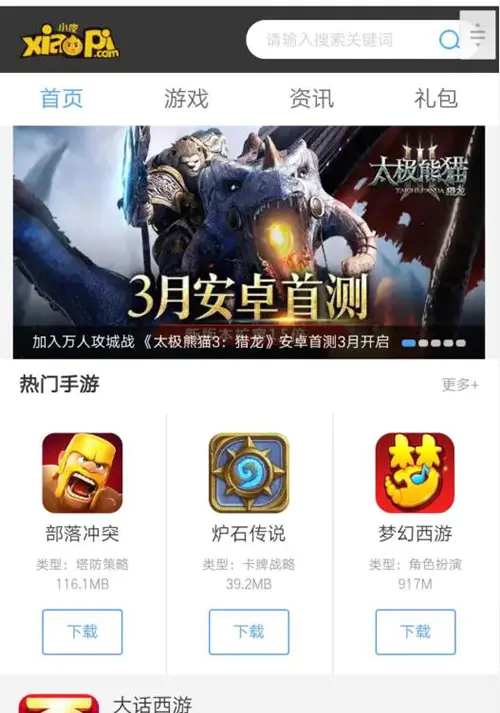 小皮
xiaopi
.com
请输入搜索关键词
首页
游戏
资讯
礼包
太极熊猫
TAICHI PANDA
猎龙
3月安卓首测
加入万人攻城战 《太极熊猫3：猎龙》安卓首测3月开启
热门手游
更多+
部落冲突
炉石传说
梦幻西游
类型：塔防策略
类型：卡牌战略
类型：角色扮演
116.1MB
39.2MB
917M
下载
下载
下载
大话西游